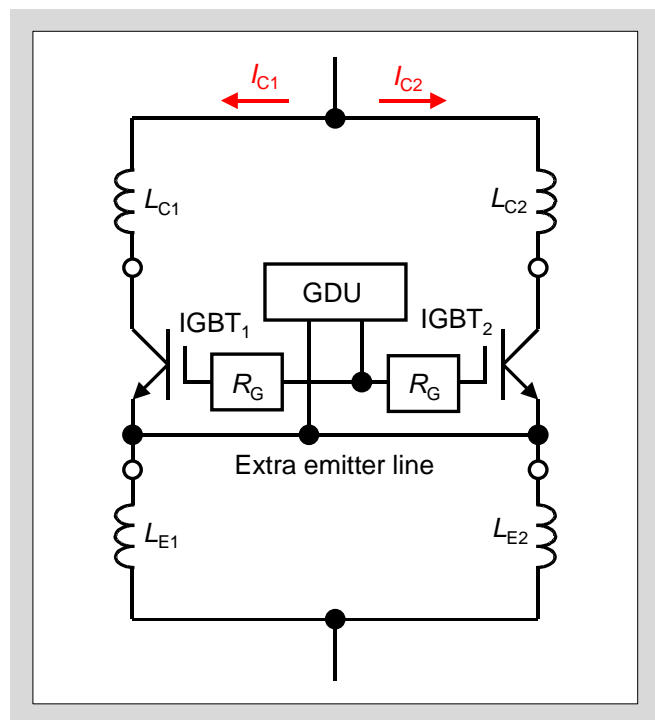 IC1 IC2
LC1 LC2
GDU
IGBT1 IGBT2
RG RG
Extra emitter line
LE1 LE2